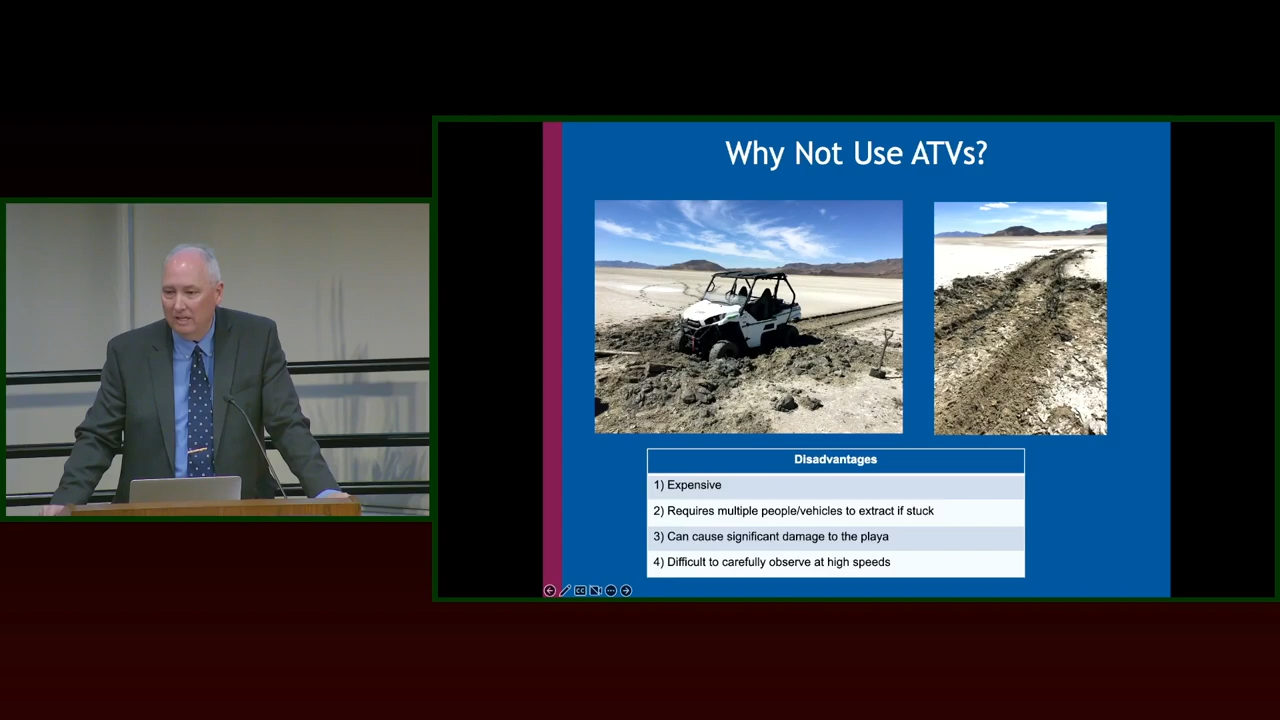 Why Not Use ATVs?
Disadvantages
1) Expensive
2) Requires multiple people/vehicles to extract if stuck
3) Can cause significant damage to the playa
4) Difficult to carefully observe at high speeds
CC